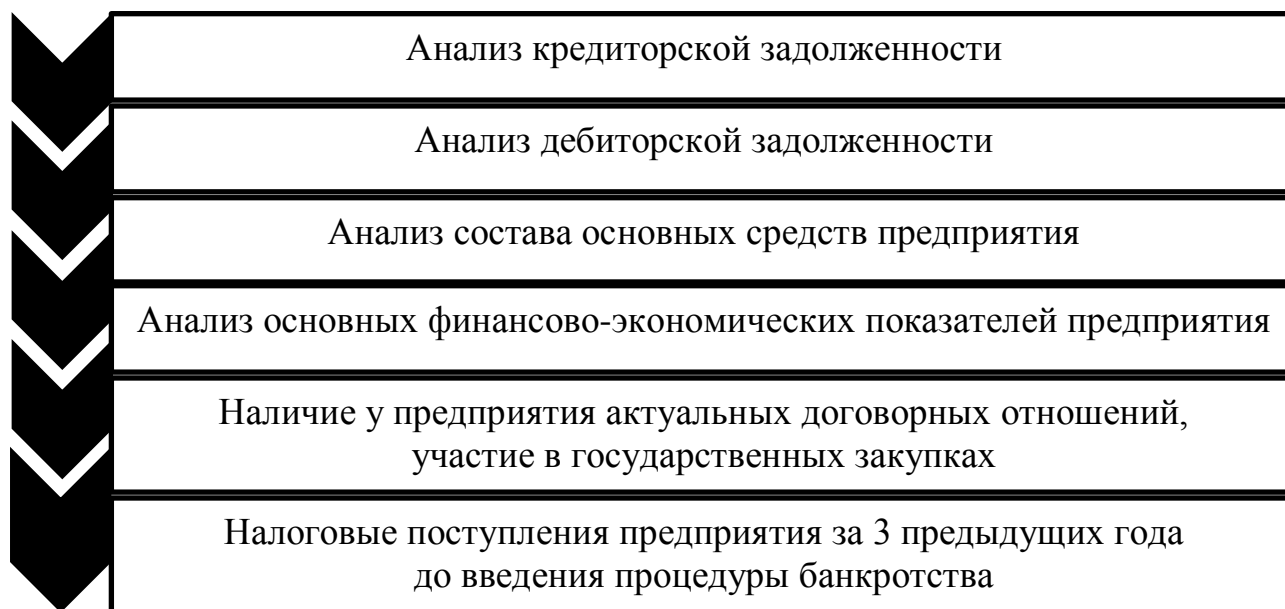 Анализ кредиторской задолженности
Анализ дебиторской задолженности
Анализ состава основных средств предприятия
Анализ основных финансово-экономических показателей предприятия
Наличие у предприятия актуальных договорных отношений,
участие в государственных закупках
Налоговые поступления предприятия за 3 предыдущих года
до введения процедуры банкротства